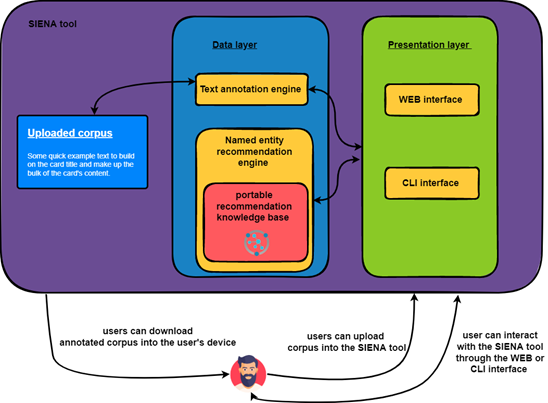 SIENA tool
Data layer
Presentation layer
Text annotation engine
WEB interface
Uploaded corpus
Some quick example text to build
on the card title and make up the
bulk of the card's content.
Named entity
recommendation
engine
CLI interface
portable
recommendation
knowledge base
users can download
annotated corpus into the user's device
users can upload
corpus into the SIENA tool
user can interact
with the SIENA tool
through the WEB or
CLI interface